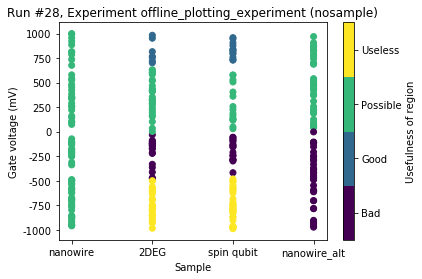 Run #28, Experiment offline_plotting_experiment (nosample)
1000
750
500
250
0
-250
-500
-750
-1000
Gate voltage (mV)
nanowire
2DEG
spin qubit
nanowire_alt
Sample
Useless
Possible
Good
Bad
Usefulness of region